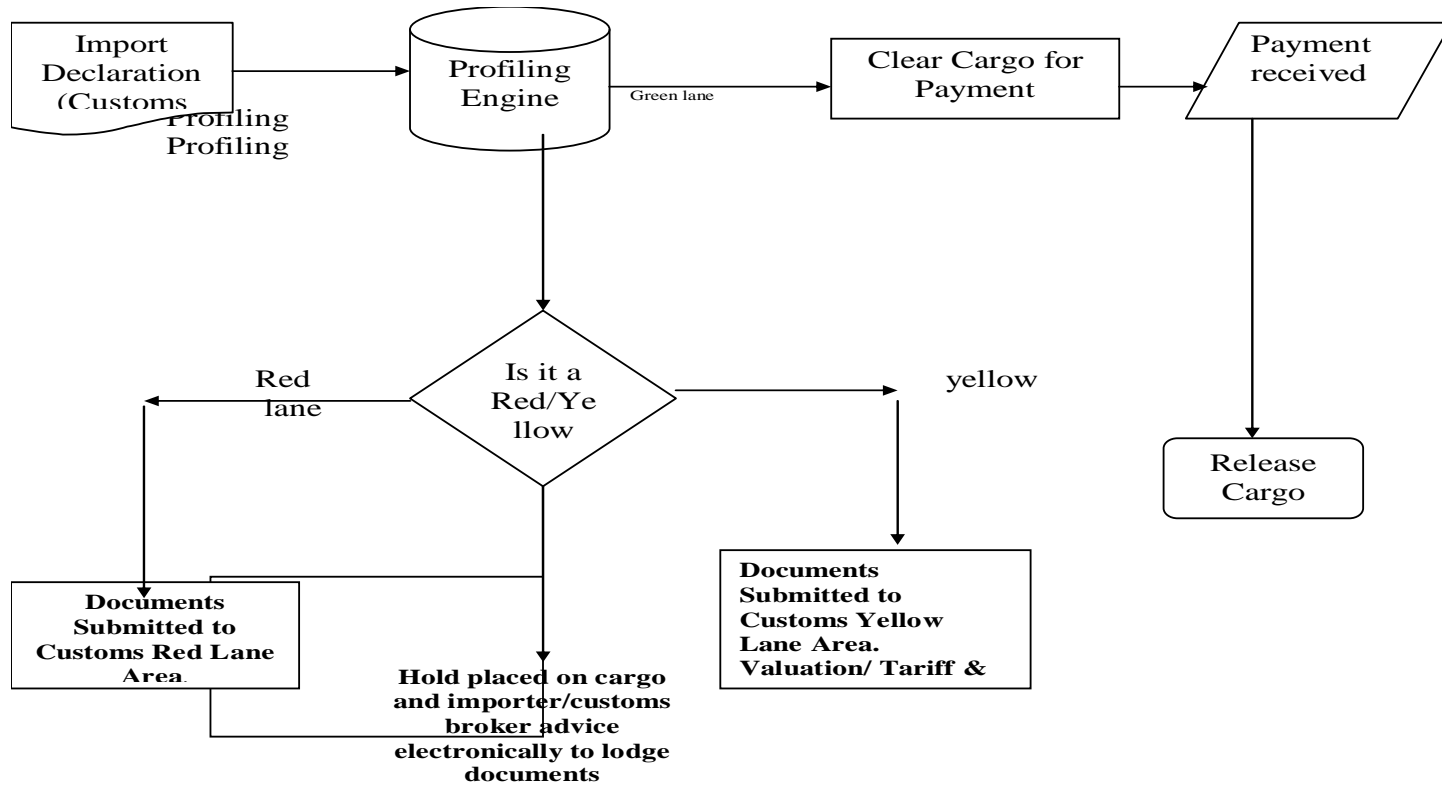 Import
Declaration
(Customs
Profiling
Profiling
Profiling
Engine
Green lane
Clear Cargo for
Payment
Payment
received
Red
lane
Is it a
Red/Ye
llow
yellow
Release
Cargo
Documents
Submitted to
Customs Red Lane
Area.
Hold placed on cargo
and importer/customs
broker advice
electronically to lodge
documents
Documents
Submitted to
Customs Yellow
Lane Area.
Valuation/ Tariff &